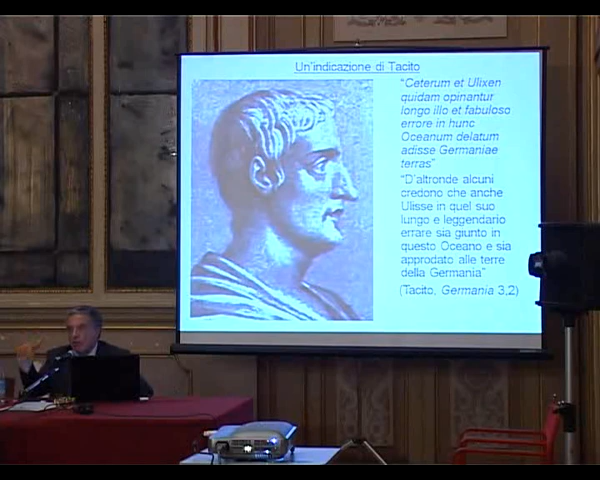 Un'indicazione di Tacito
"Ceterum et Ulixen
quidam opinantur
longo illo et fabuloso
errore in hunc
Oceanum delatum
adisse Germaniae
terras"
"D'altronde alcuni
credono che anche
Ulisse in quel suo
lungo e leggendario
errare sia giunto in
questo Oceano e sia
approdato alle terre
della Germania"
(Tacito, Germania 3,2)